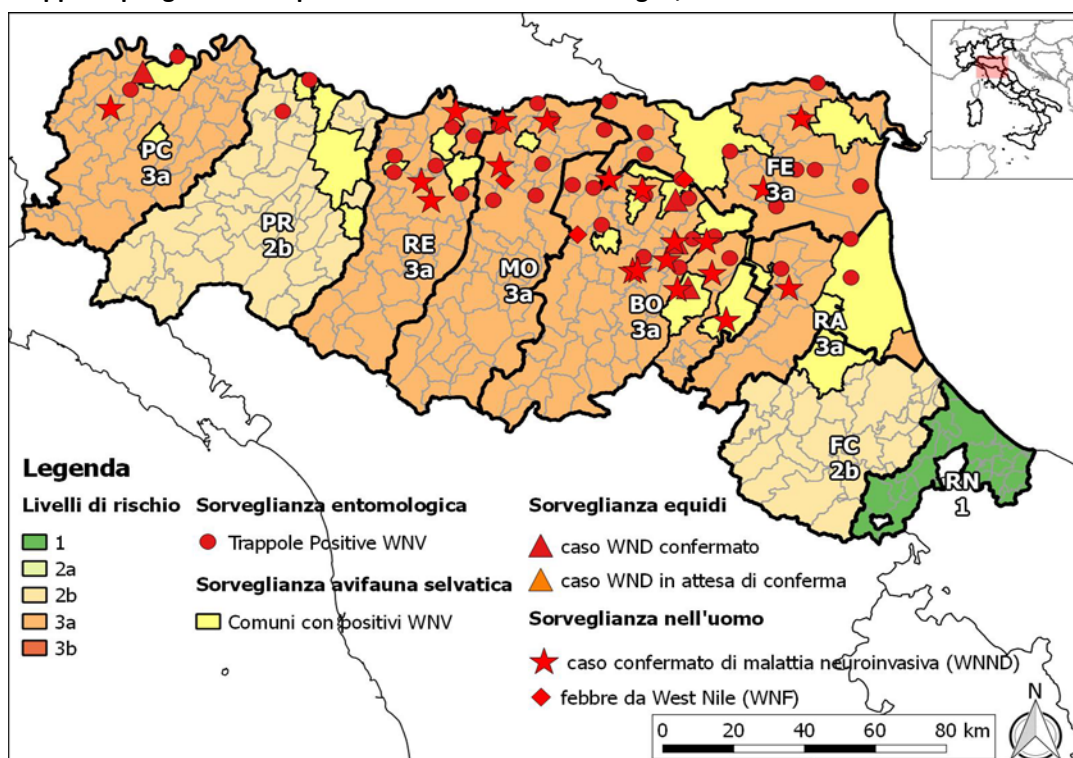 PC
3a
PR
2b
RE
3a
MO
3a
BO
3a
FE
3a
RA
3a
FC
2b
RN
1
Legenda
Livelli di rischio
1
2a
2b
3a
3b
Sorveglianza entomologica
Trappole Positive WNV
Sorveglianza avifauna selvatica
Comuni con positivi WNV
Sorveglianza equidi
caso WND confermato
caso WND in attesa di conferma
Sorveglianza nell'uomo
caso confermato di malattia neuroinvasiva (WNND)
febbre da West Nile (WNF)
N
0 20 40 60 80 km